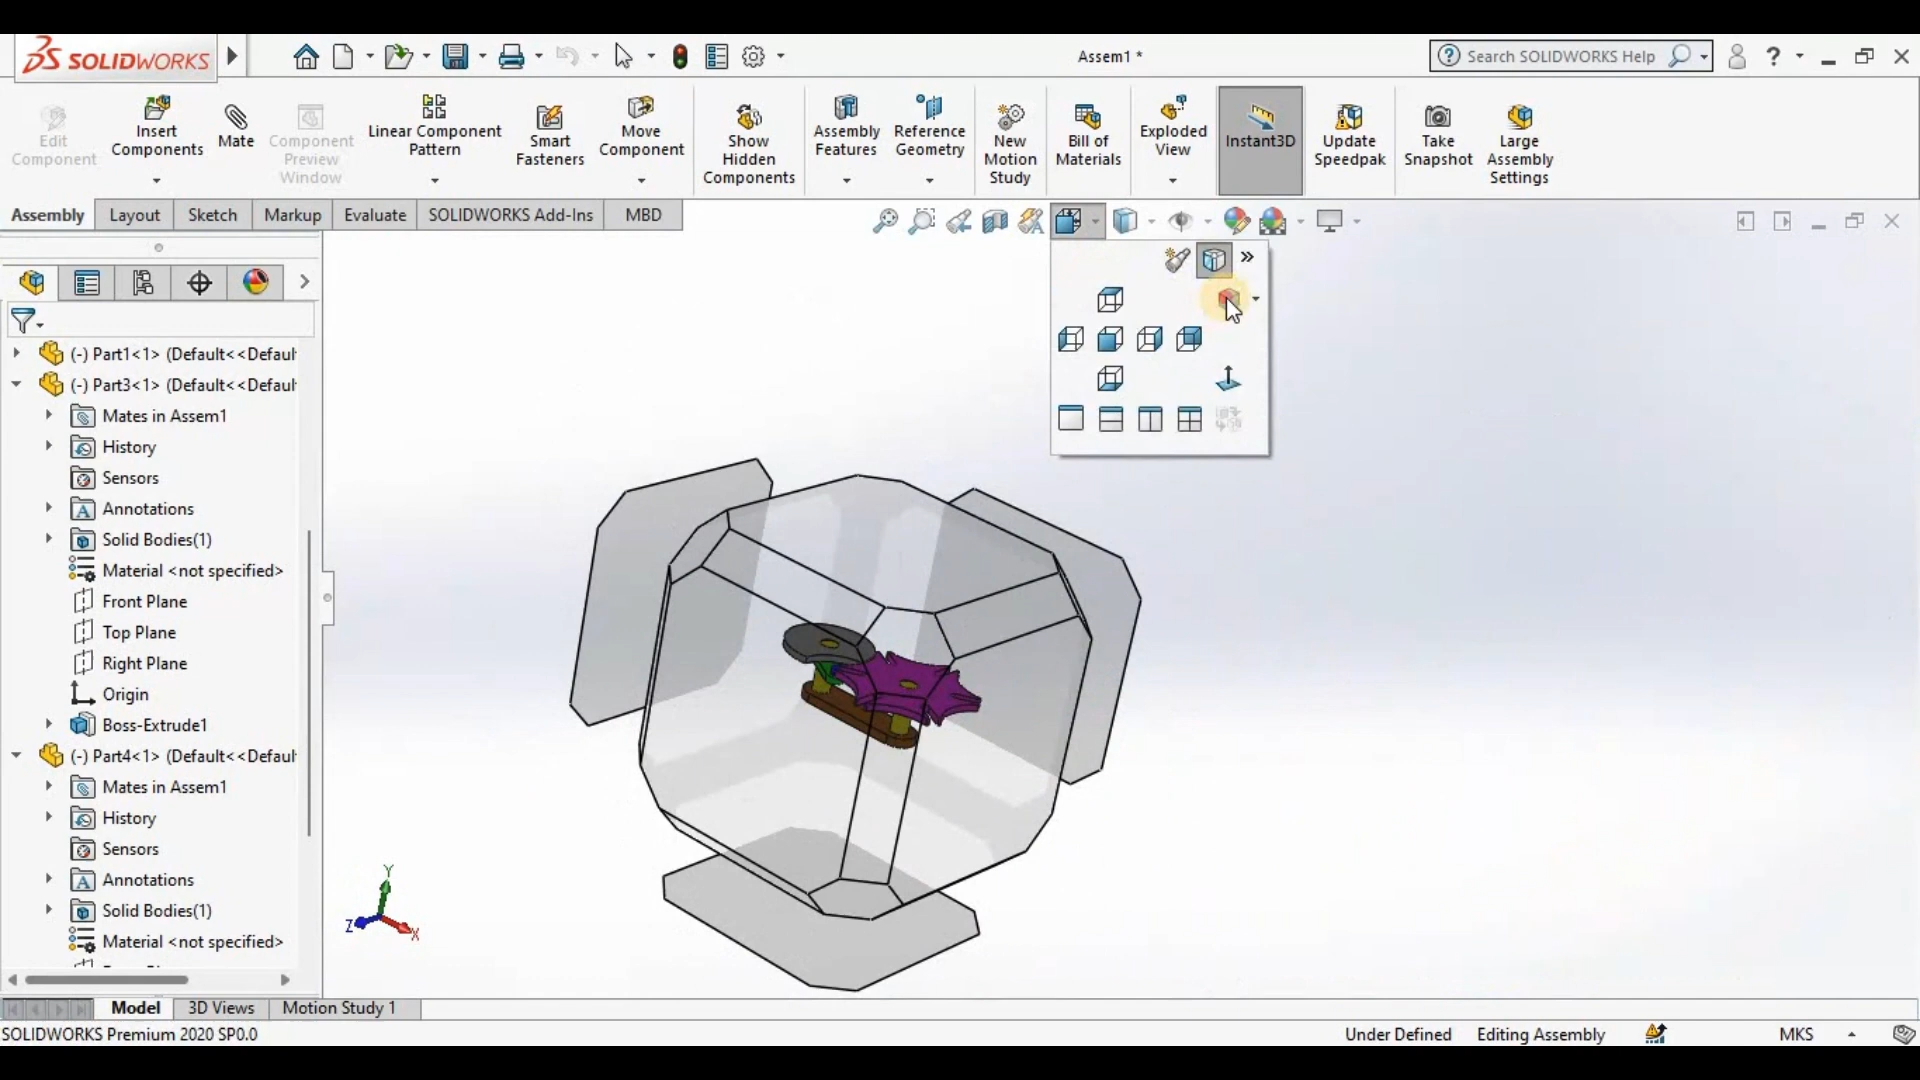 SOLIDWORKS
Assem1 *
Search SOLIDWORKS Help
?
Edit Component
Insert Components
Mate
Component Preview Window
Linear Component Pattern
Smart Fasteners
Move Component
Show Hidden Components
Assembly Features
Reference Geometry
New Motion Study
Bill of Materials
Exploded View
Instant3D
Update Speedpak
Take Snapshot
Large Assembly Settings
Assembly
Layout
Sketch
Markup
Evaluate
SOLIDWORKS Add-Ins
MBD
(-) Part1<1> (Default<<Defaul
(-) Part3<1> (Default<<Defaul
Mates in Assem1
History
Sensors
Annotations
Solid Bodies(1)
Material <not specified>
Front Plane
Top Plane
Right Plane
Origin
Boss-Extrude1
(-) Part4<1> (Default<<Defaul
Mates in Assem1
History
Sensors
Annotations
Solid Bodies(1)
Material <not specified>
Y
Z
X
Model
3D Views
Motion Study 1
SOLIDWORKS Premium 2020 SP0.0
Under Defined
Editing Assembly
MKS